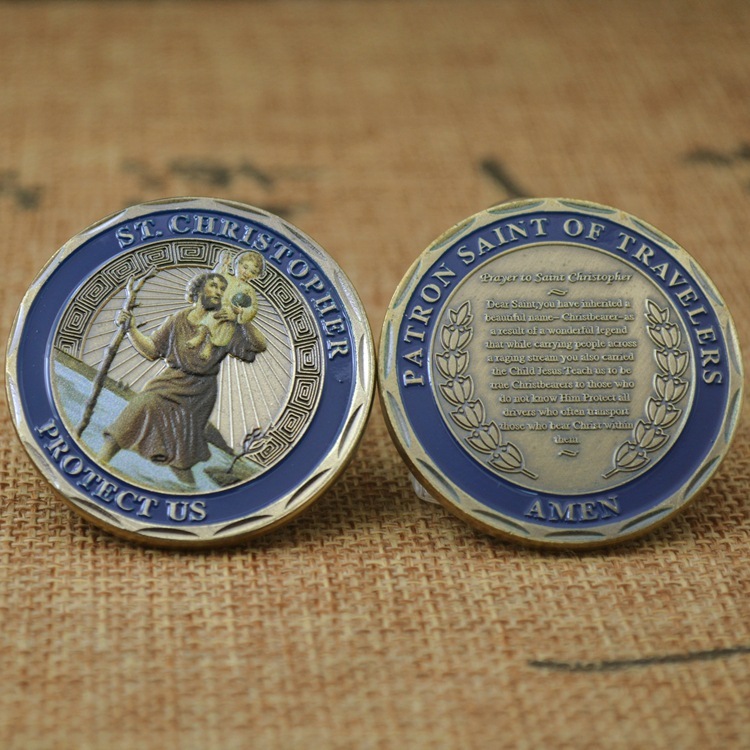 ST. CHRISTOPHER
PROTECT US
PATRON SAINT OF TRAVELERS
Prayer to Saint Christopher
Dear Saint,you have inherited a
beautiful name– Christbearer–as
a result of a wonderful legend
that while carrying people across
a raging stream you also carried
the Child Jesus Teach us to be
true Christbearers to those who
do not know Him Protect all
drivers who often transport
those who bear Christ within
them
AMEN